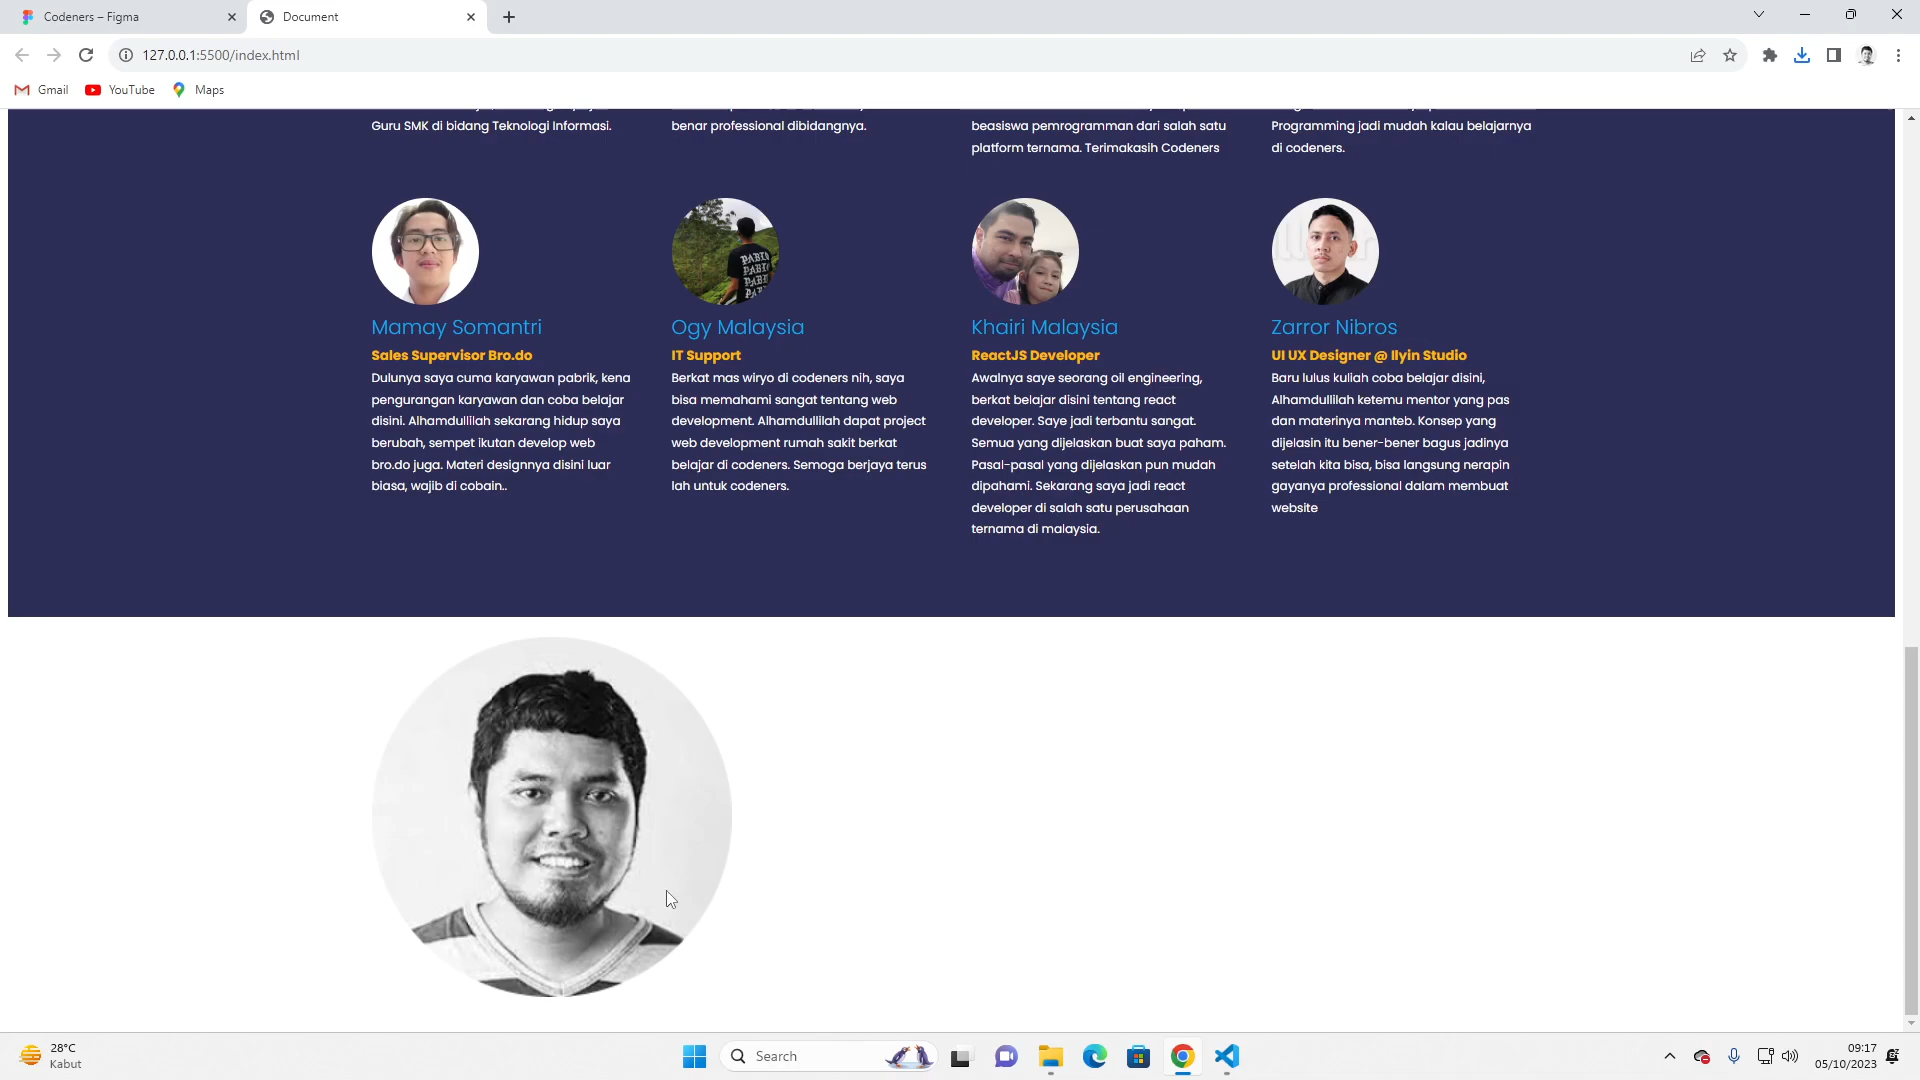 Codeners – Figma
Document
127.0.0.1:5500/index.html
Gmail
YouTube
Maps
Guru SMK di bidang Teknologi Informasi.
benar professional dibidangnya.
beasiswa pemrogramman dari salah satu
platform ternama. Terimakasih Codeners
Programming jadi mudah kalau belajarnya
di codeners.
Mamay Somantri
Sales Supervisor Bro.do
Dulunya saya cuma karyawan pabrik, kena
pengurangan karyawan dan coba belajar
disini. Alhamdullilah sekarang hidup saya
berubah, sempet ikutan develop web
bro.do juga. Materi designnya disini luar
biasa, wajib di cobain..
PABLO
PABLO
PABL
Ogy Malaysia
IT Support
Berkat mas wiryo di codeners nih, saya
bisa memahami sangat tentang web
development. Alhamdullilah dapat project
web development rumah sakit berkat
belajar di codeners. Semoga berjaya terus
lah untuk codeners.
Khairi Malaysia
ReactJS Developer
Awalnya saye seorang oil engineering,
berkat belajar disini tentang react
developer. Saye jadi terbantu sangat.
Semua yang dijelaskan buat saya paham.
Pasal-pasal yang dijelaskan pun mudah
dipahami. Sekarang saya jadi react
developer di salah satu perusahaan
ternama di malaysia.
Zarror Nibros
UI UX Designer @ Ilyin Studio
Baru lulus kuliah coba belajar disini,
Alhamdullilah ketemu mentor yang pas
dan materinya manteb. Konsep yang
dijelasin itu bener-bener bagus jadinya
setelah kita bisa, bisa langsung nerapin
gayanya professional dalam membuat
website
28°C
Kabut
Search
09:17
05/10/2023